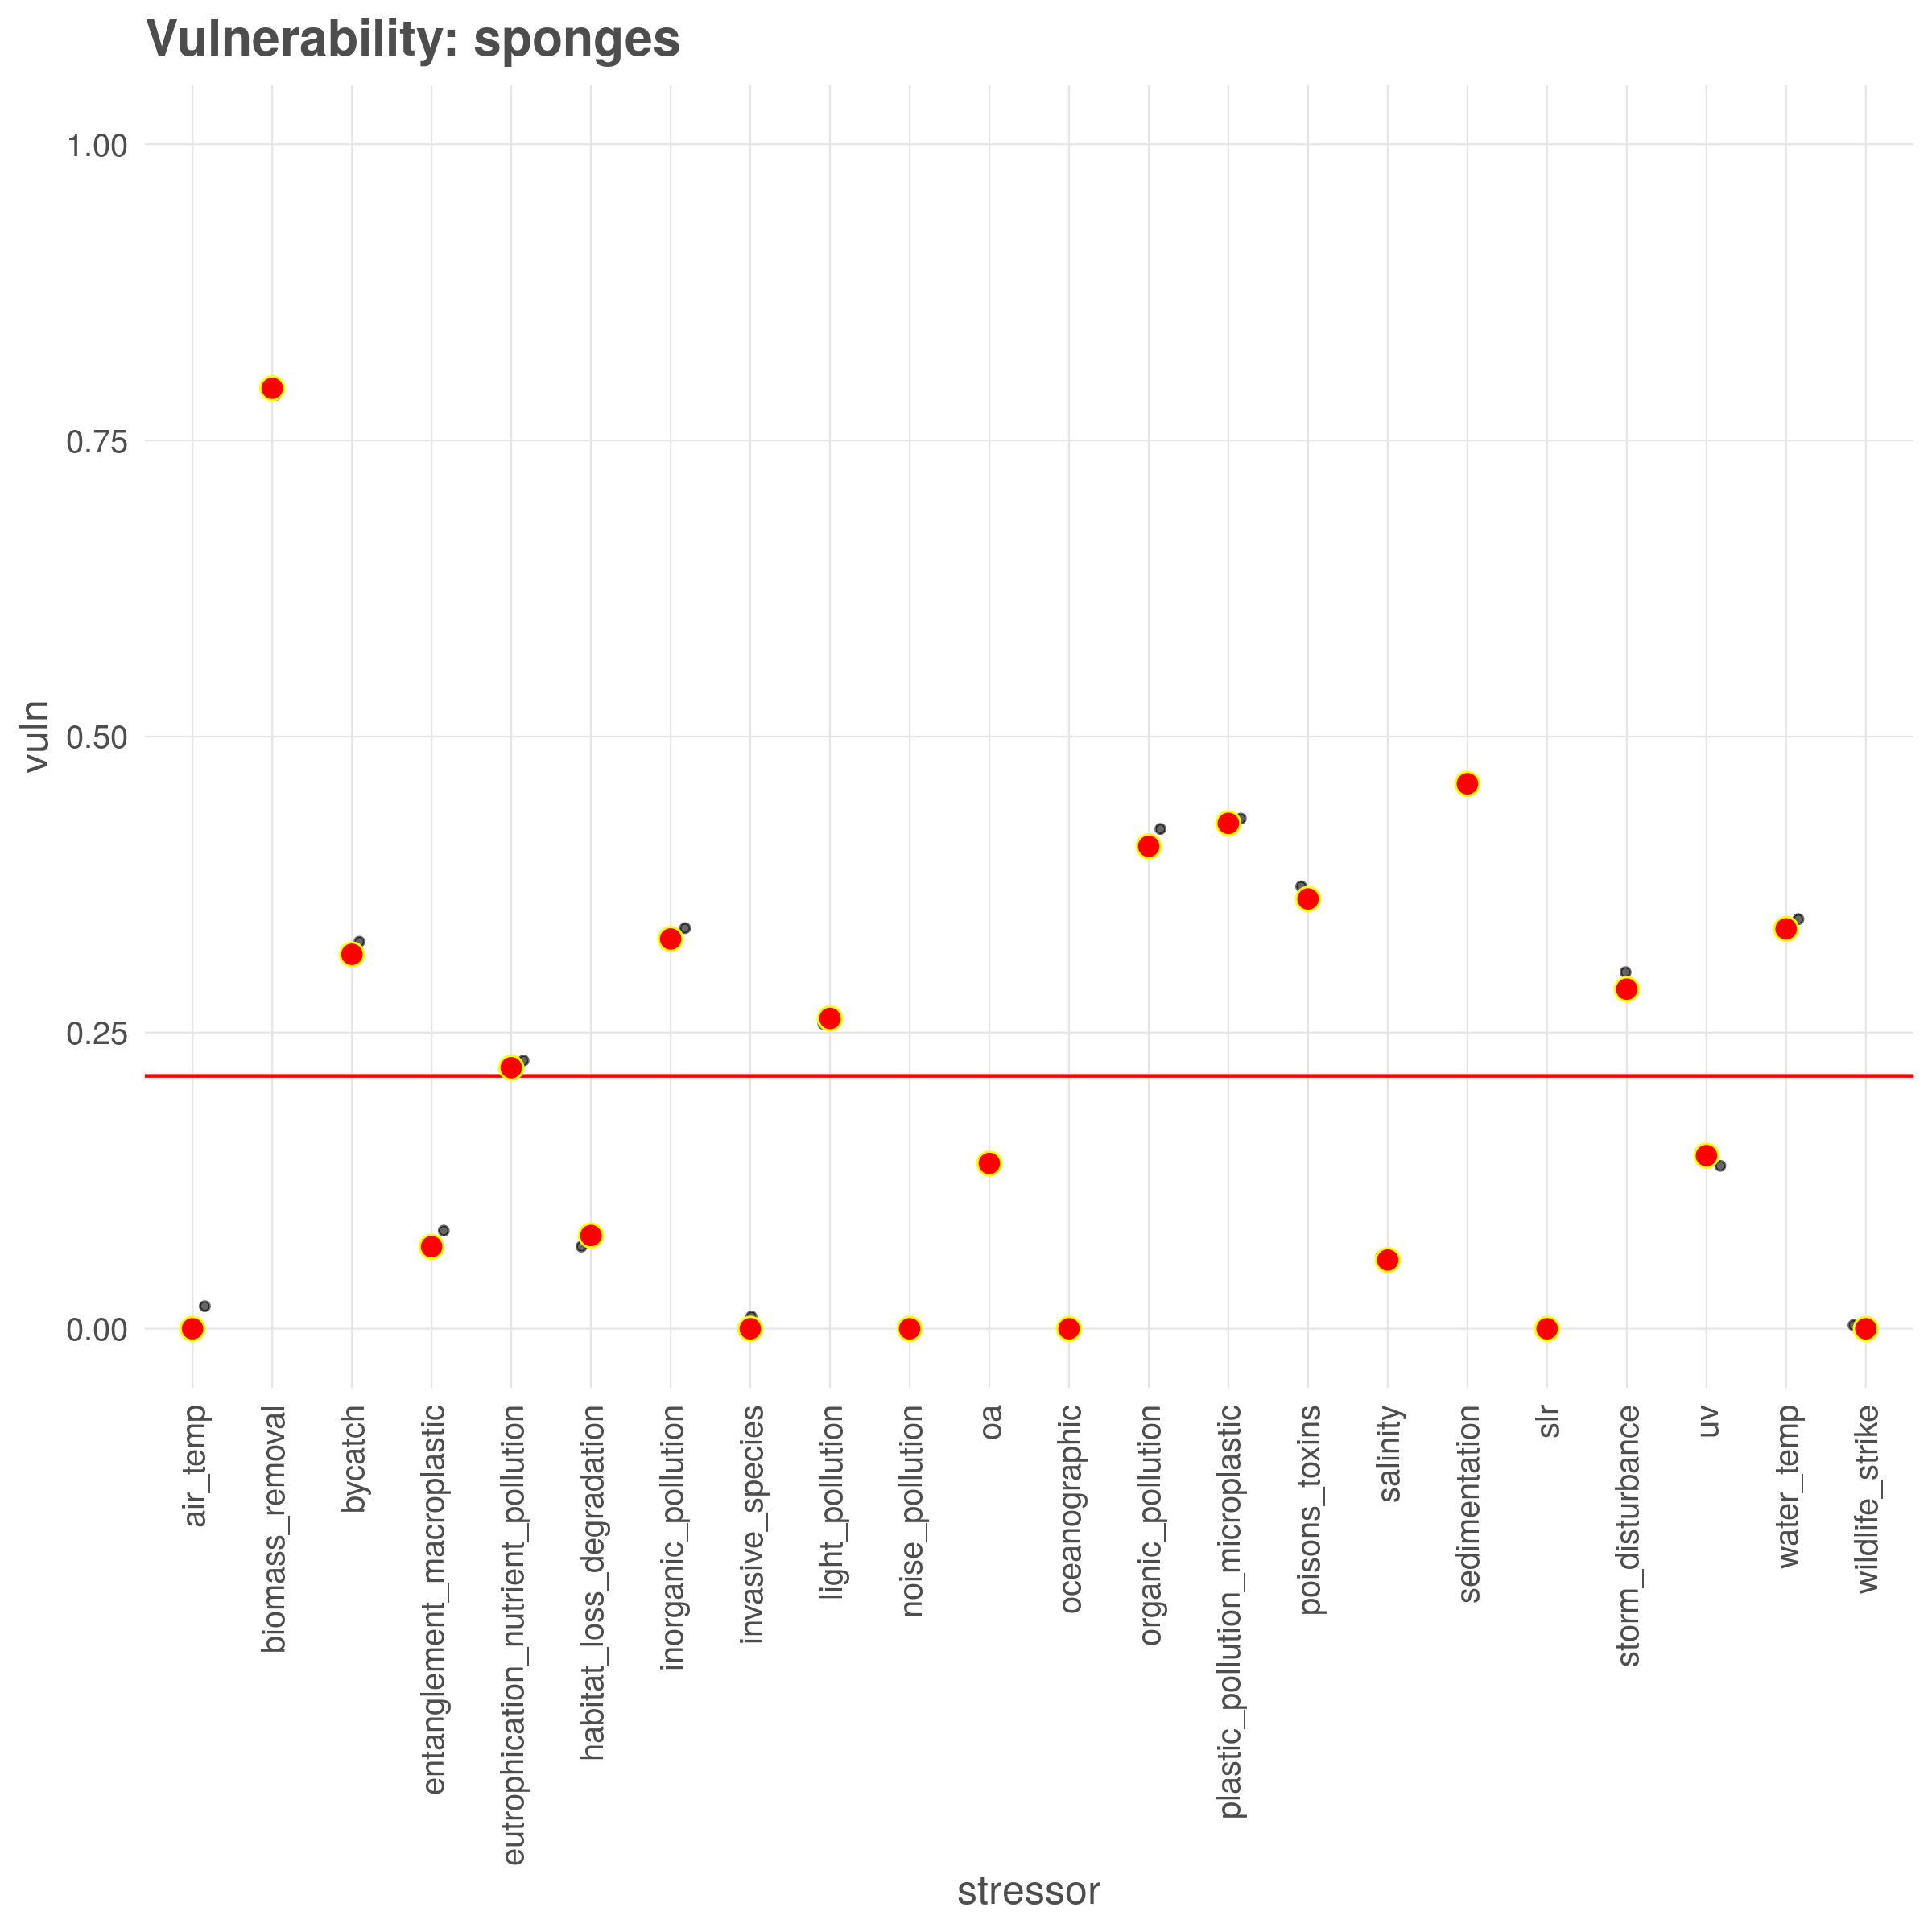 Vulnerability: sponges
vuln
1.00
0.75
0.50
0.25
0.00
air_temp
biomass_removal
bycatch
entanglement_macroplastic
eutrophication_nutrient_pollution
habitat_loss_degradation
inorganic_pollution
invasive_species
light_pollution
noise_pollution
oa
oceanographic
organic_pollution
plastic_pollution_microplastic
poisons_toxins
salinity
sedimentation
slr
storm_disturbance
uv
water_temp
wildlife_strike
stressor